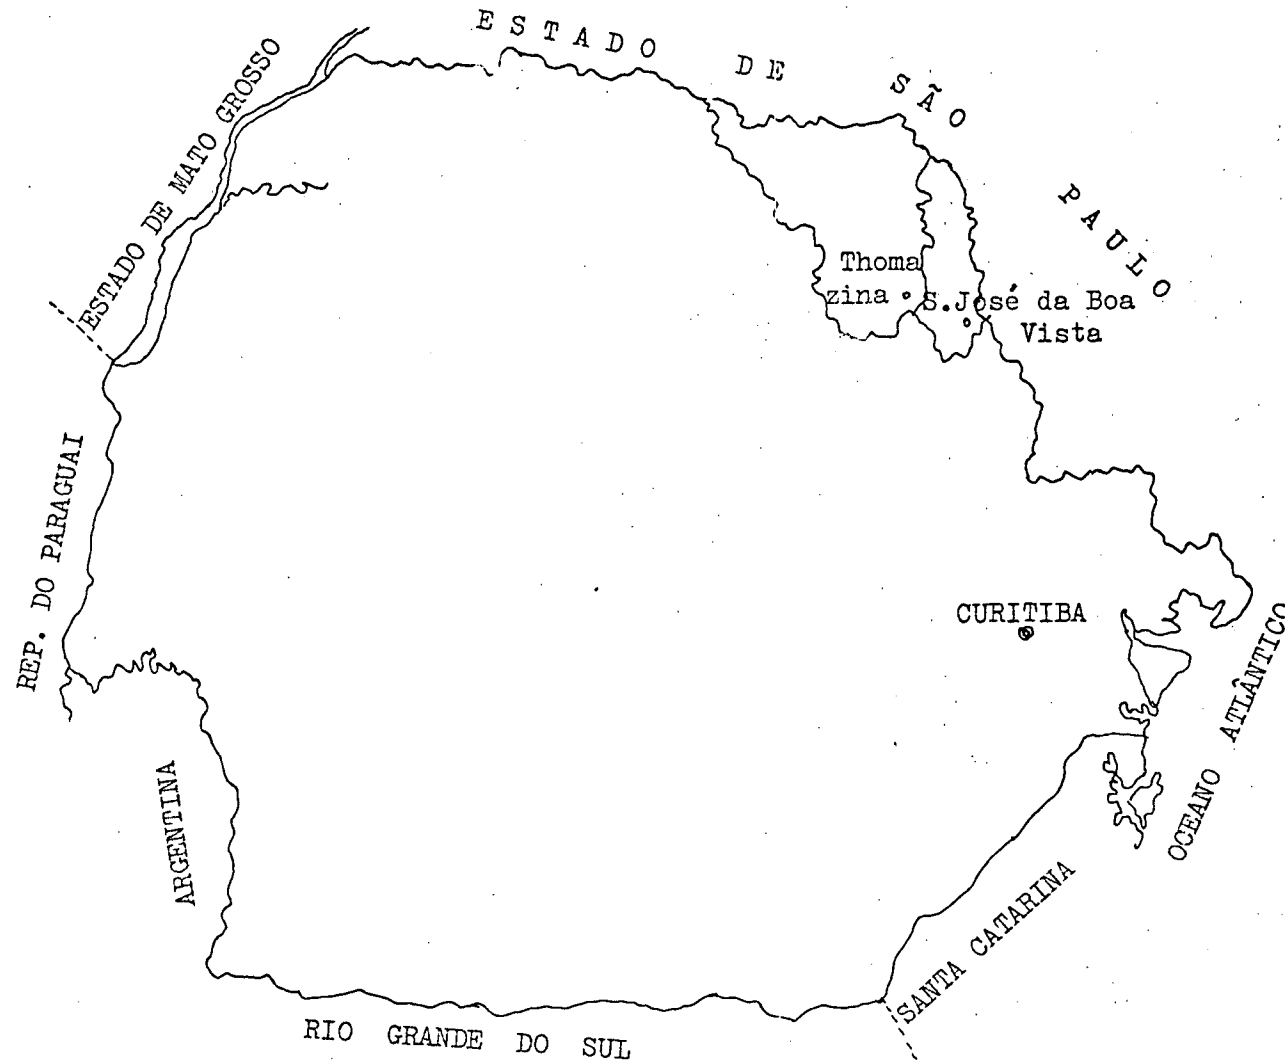 ESTADO DE SÃO PAULO
ESTADO DE MATO GROSSO
Thoma
zina
S.José da Boa
Vista
REP. DO PARAGUAI
CURITIBA
OCEANO ATLÂNTICO
ARGENTINA
SANTA CATARINA
RIO GRANDE DO SUL